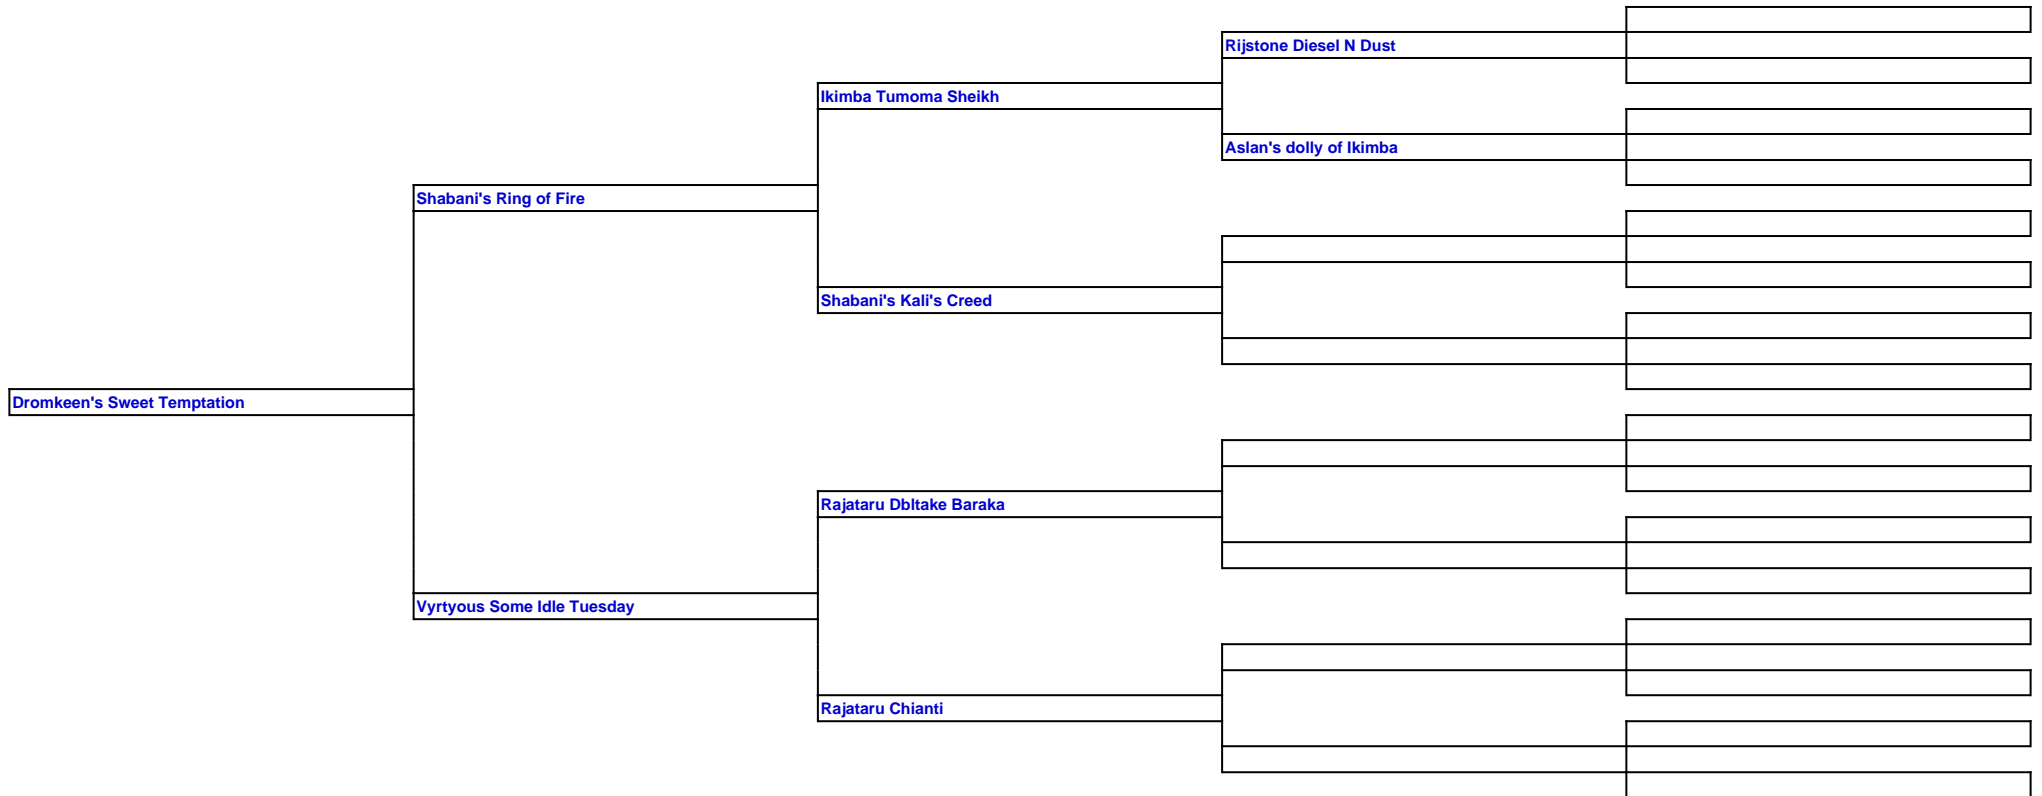 Rijstone Diesel N Dust
Ikimba Tumoma Sheikh
Aslan's dolly of Ikimba
Shabani's Ring of Fire
Shabani's Kali's Creed
Dromkeen's Sweet Temptation
Rajataru Dbltake Baraka
Vyrtyous Some Idle Tuesday
Rajataru Chianti